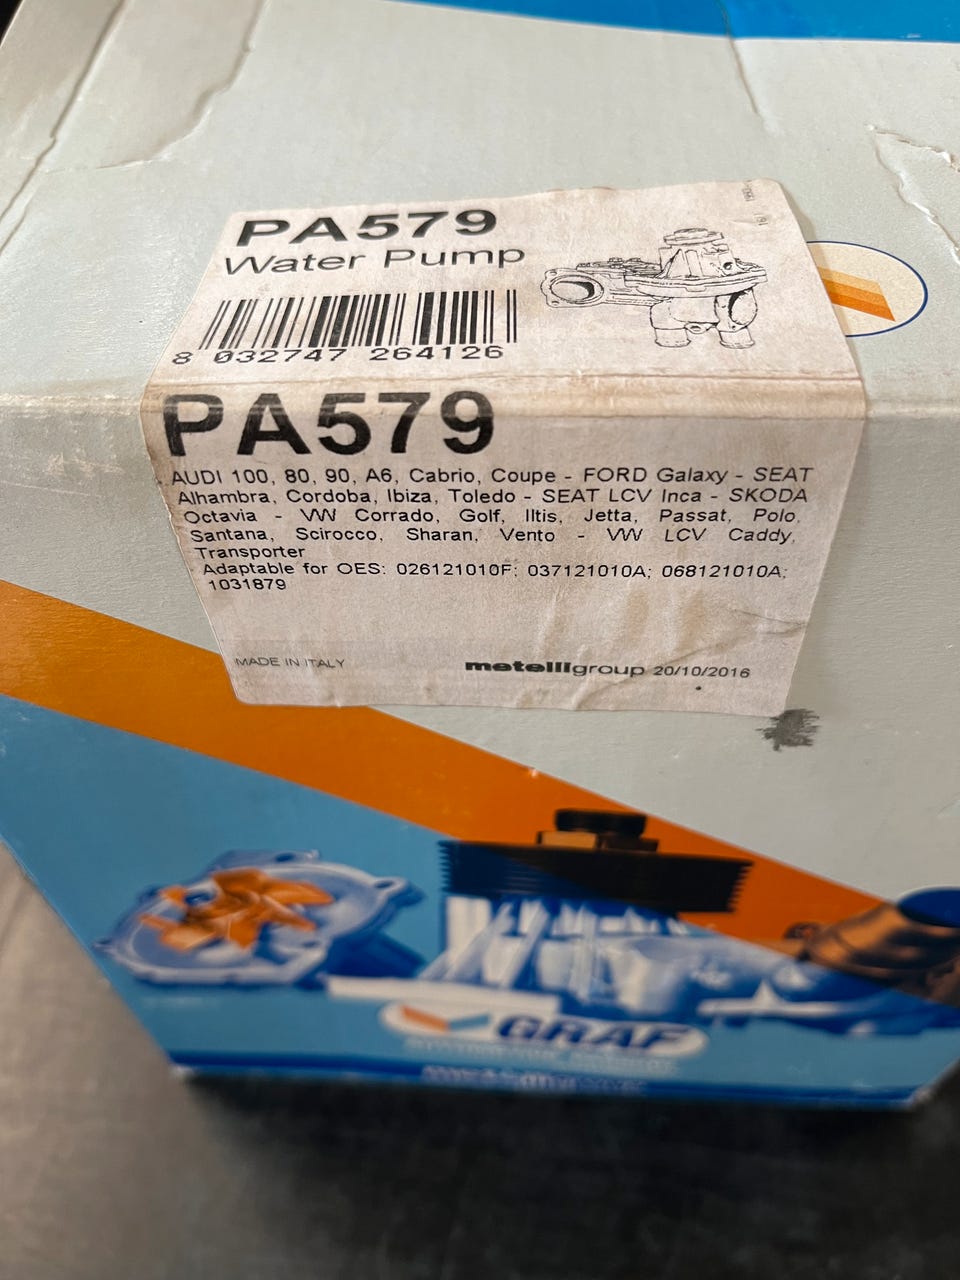 PA579
Water Pump
8 032747 264126
PA579
AUDI 100, 80, 90, A6, Cabrio, Coupe - FORD Galaxy - SEAT
Alhambra, Cordoba, Ibiza, Toledo - SEAT LCV Inca - SKODA
Octavia - VW Corrado, Golf, Iltis, Jetta, Passat, Polo,
Santana, Scirocco, Sharan, Vento - VW LCV Caddy,
Transporter
Adaptable for OES: 026121010F; 037121010A; 068121010A;
1031879
MADE IN ITALY
metelligroup 20/10/2016
GRAF